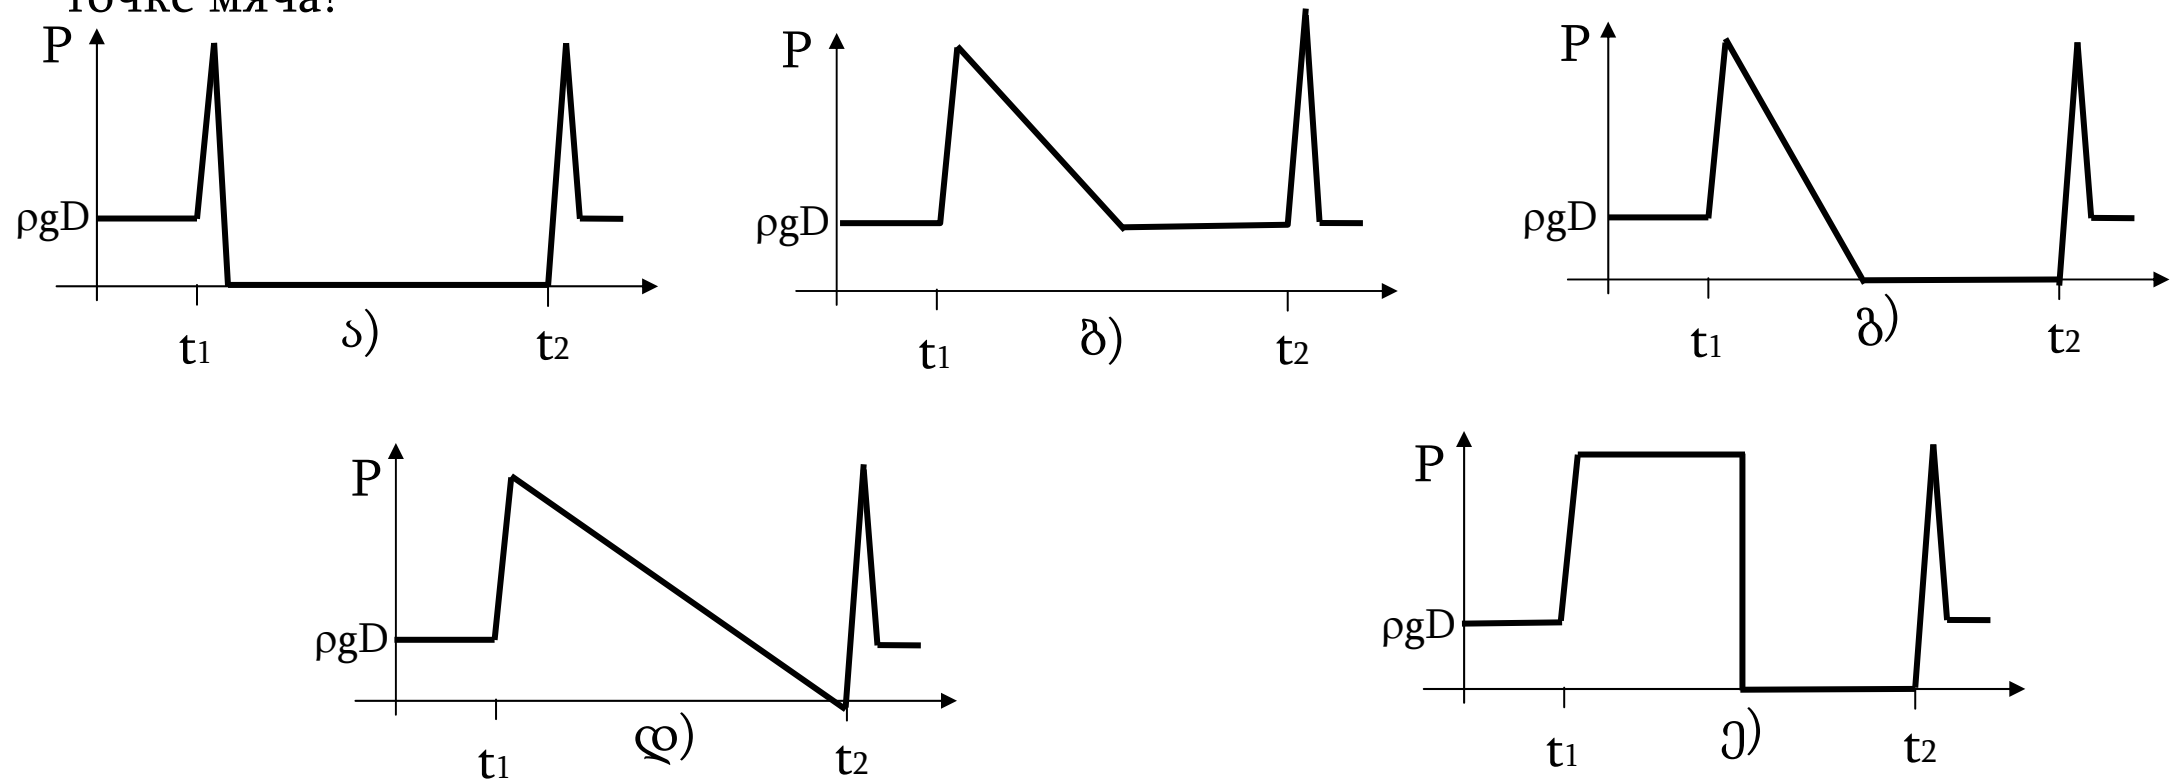 точке мяча?
P P P
ρgD ρgD ρgD
t1 ა) t2 t1 ბ) t2 t1 გ) t2
P P
ρgD ρgD
t1 დ) t2 t1 ე) t2